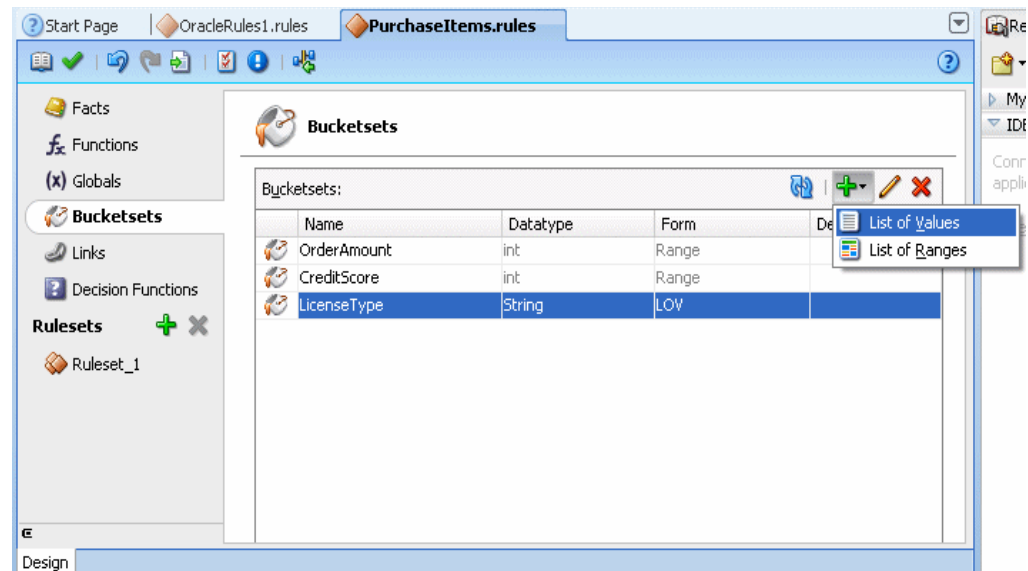 Start Page OracleRules1.rules PurchaseItems.rules Re
My
Facts
IDE
Bucketsets
fx Functions
Conn
(x) Globals
appli
Bucketsets:
Bucketsets
Name Datatype Form De
List of Values
OrderAmount int Range
List of Ranges
Links
CreditScore int Range
Decision Functions
LicenseType String LOV
Rulesets
Ruleset_1
Design